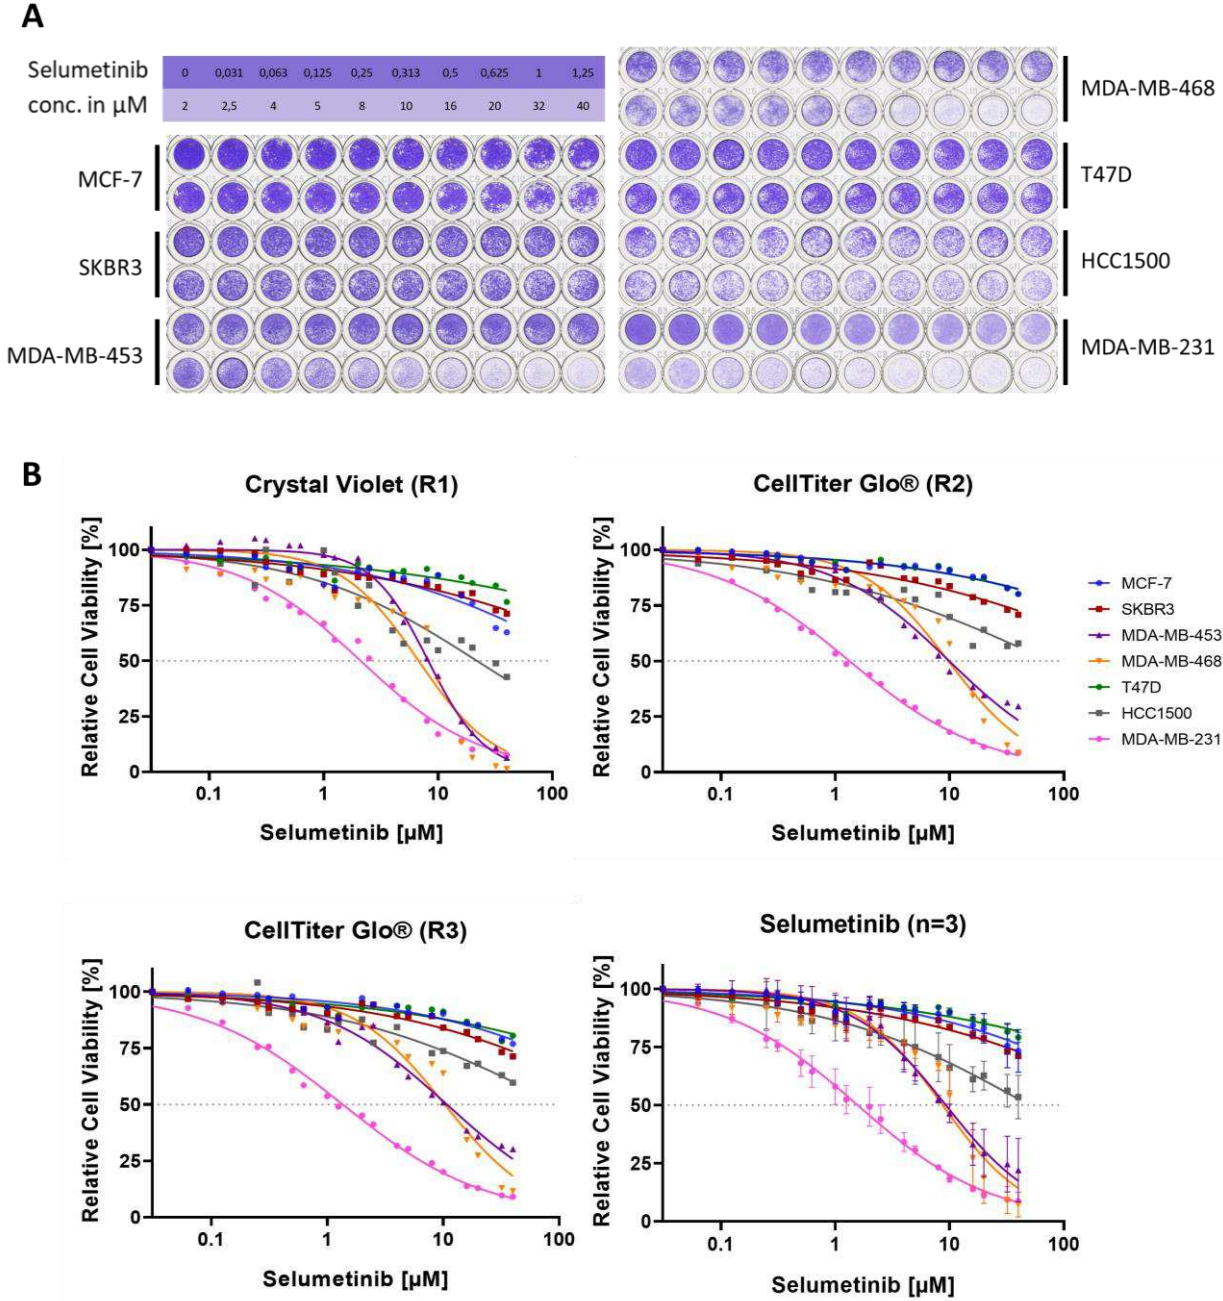 A
Selumetinib
conc. in µM
0 0,031 0,063 0,125 0,25 0,313 0,5 0,625 1 1,25
2 2,5 4 5 8 10 16 20 32 40
MCF-7
SKBR3
MDA-MB-453
MDA-MB-468
T47D
HCC1500
MDA-MB-231
B
Crystal Violet (R1)
Relative Cell Viability [%]
100
75
50
25
0
0.1 1 10 100
Selumetinib [µM]
CellTiter Glo® (R2)
Relative Cell Viability [%]
100
75
50
25
0
0.1 1 10 100
Selumetinib [µM]
MCF-7
SKBR3
MDA-MB-453
MDA-MB-468
T47D
HCC1500
MDA-MB-231
CellTiter Glo® (R3)
Relative Cell Viability [%]
100
75
50
25
0
0.1 1 10 100
Selumetinib [µM]
Selumetinib (n=3)
Relative Cell Viability [%]
100
75
50
25
0
0.1 1 10 100
Selumetinib [µM]